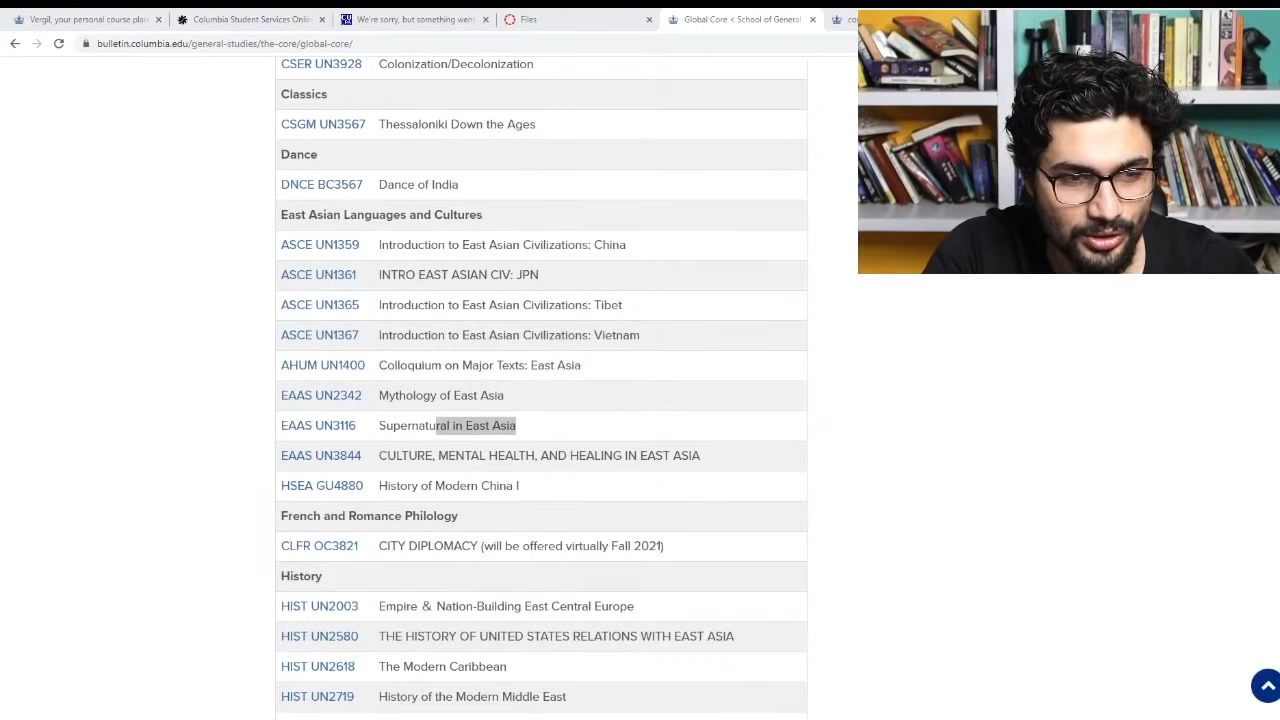 Vergil, your personal course plan
Columbia Student Services Onlin
We're sorry, but something went
Files
Global Core < School of General
co
bulletin.columbia.edu/general-studies/the-core/global-core/
CSER UN3928 Colonization/Decolonization
Classics
CSGM UN3567 Thessaloniki Down the Ages
Dance
DNCE BC3567 Dance of India
East Asian Languages and Cultures
ASCE UN1359 Introduction to East Asian Civilizations: China
ASCE UN1361 INTRO EAST ASIAN CIV: JPN
ASCE UN1365 Introduction to East Asian Civilizations: Tibet
ASCE UN1367 Introduction to East Asian Civilizations: Vietnam
AHUM UN1400 Colloquium on Major Texts: East Asia
EAAS UN2342 Mythology of East Asia
EAAS UN3116 Supernatural in East Asia
EAAS UN3844 CULTURE, MENTAL HEALTH, AND HEALING IN EAST ASIA
HSEA GU4880 History of Modern China I
French and Romance Philology
CLFR OC3821 CITY DIPLOMACY (will be offered virtually Fall 2021)
History
HIST UN2003 Empire & Nation-Building East Central Europe
HIST UN2580 THE HISTORY OF UNITED STATES RELATIONS WITH EAST ASIA
HIST UN2618 The Modern Caribbean
HIST UN2719 History of the Modern Middle East